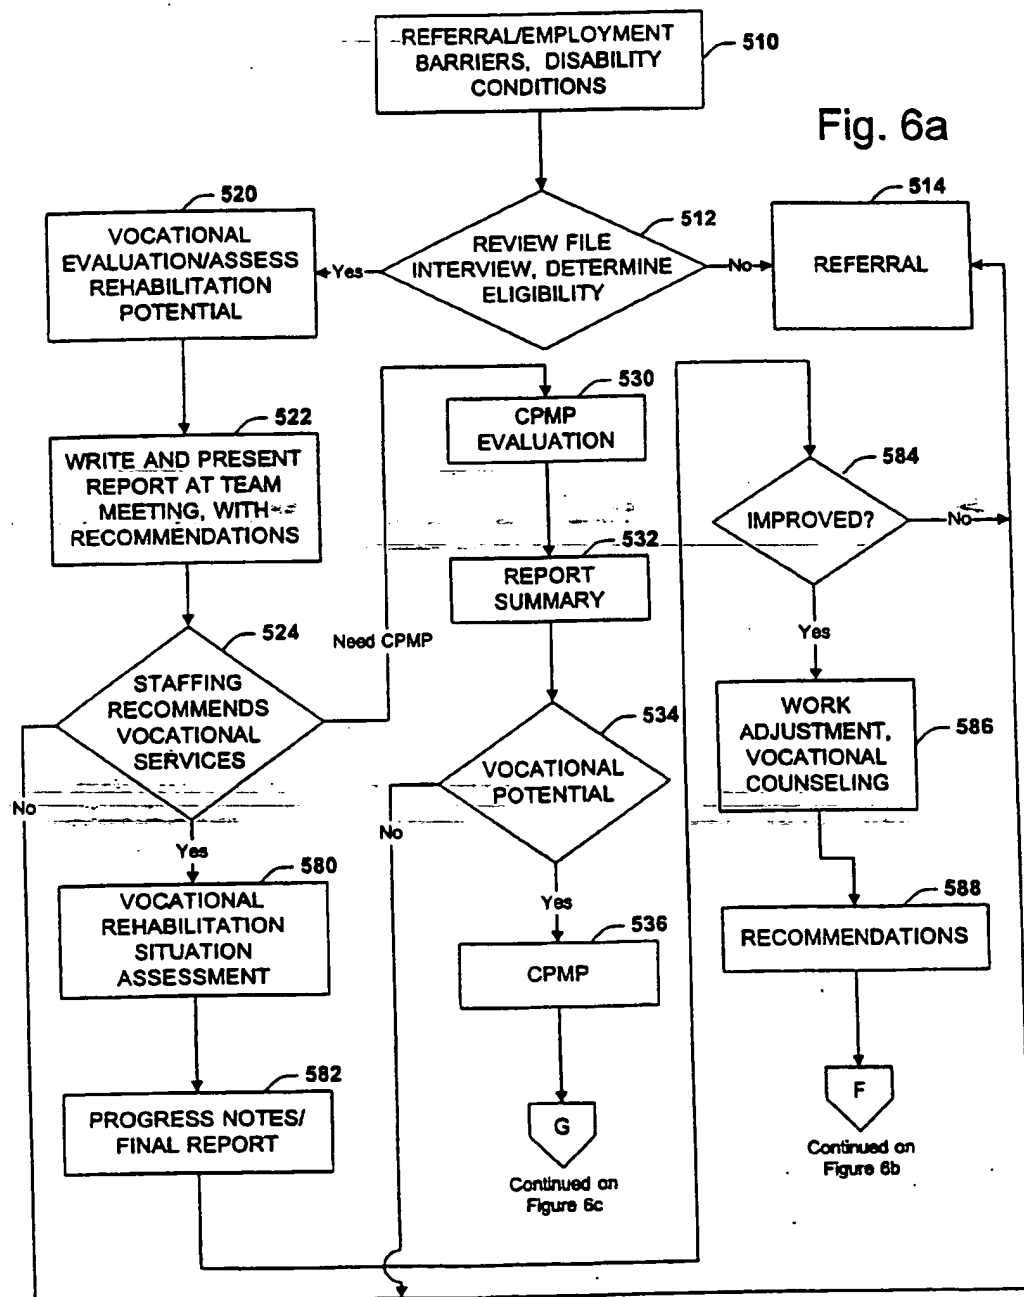 REFERRAL/EMPLOYMENT
BARRIERS, DISABILITY
CONDITIONS
510
Fig. 6a
520
VOCATIONAL
EVALUATION/ASSESS
REHABILITATION
POTENTIAL
Yes
REVIEW FILE
INTERVIEW, DETERMINE
ELIGIBILITY
512
No
514
REFERRAL
522
WRITE AND PRESENT
REPORT AT TEAM
MEETING, WITH
RECOMMENDATIONS
530
CPMP
EVALUATION
584
IMPROVED?
No
532
REPORT
SUMMARY
524
Need CPMP
STAFFING
RECOMMENDS
VOCATIONAL
SERVICES
No
Yes
534
VOCATIONAL
POTENTIAL
No
Yes
Yes
WORK
ADJUSTMENT,
VOCATIONAL
COUNSELING
586
580
VOCATIONAL
REHABILITATION
SITUATION
ASSESSMENT
536
CPMP
588
RECOMMENDATIONS
582
PROGRESS NOTES/
FINAL REPORT
G
Continued on
Figure 6c
F
Continued on
Figure 6b